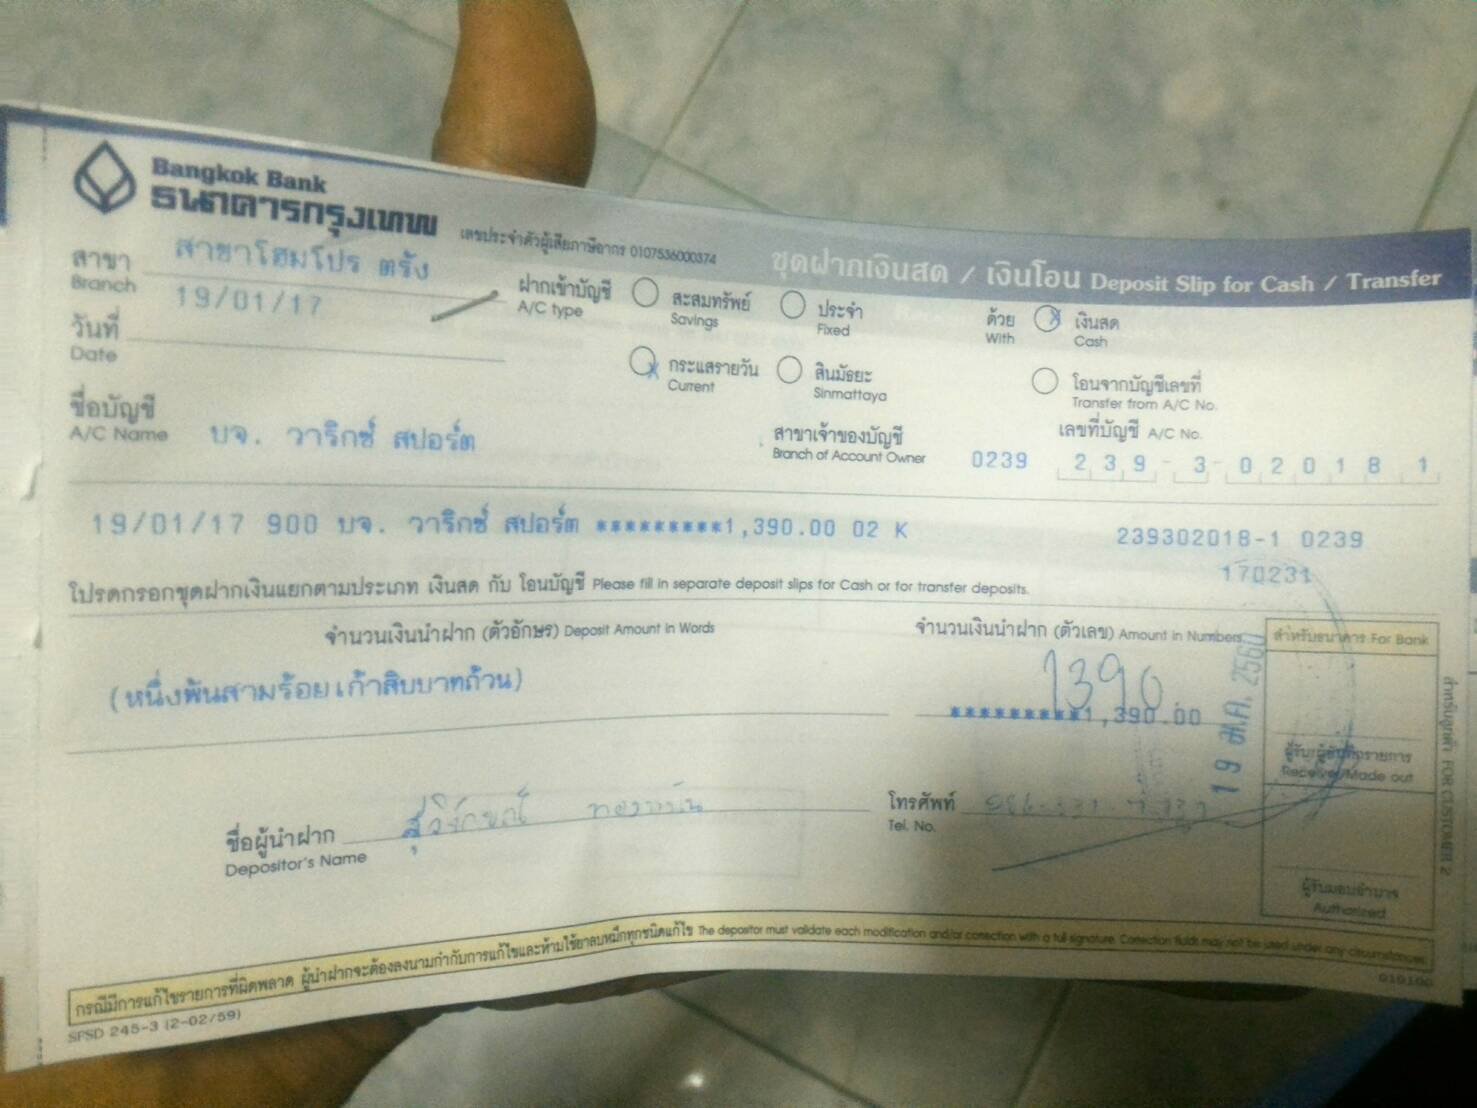 Bangkok Bank
ธนาคารกรุงเทพ
เลขประจำตัวผู้เสียภาษีอากร 0107536000374
ชุดฝากเงินสด / เงินโอน Deposit Slip for Cash / Transfer
สาขา สาขาโฮมโปร ตรัง
Branch
วันที่ 19/01/17
Date
ฝากเข้าบัญชี สะสมทรัพย์ ประจำ
A/C type Savings Fixed
กระแสรายวัน สินมัธยะ
Current Sinmattaya
ด้วย เงินสด
With Cash
โอนจากบัญชีเลขที่
Transfer from A/C No.
ชื่อบัญชี
A/C Name บจ. วาริกซ์ สปอร์ต
สาขาเจ้าของบัญชี
Branch of Account Owner 0239
เลขที่บัญชี A/C No.
239-3-020181
19/01/17 900 บจ. วาริกซ์ สปอร์ต *********1,390.00 02 K 239302018-1 0239
170231
โปรดกรอกชุดฝากเงินแยกตามประเภท เงินสด กับ โอนบัญชี Please fill in separate deposit slips for Cash or for transfer deposits.
จำนวนเงินนำฝาก (ตัวอักษร) Deposit Amount in Words
จำนวนเงินนำฝาก (ตัวเลข) Amount in Numbers
สำหรับธนาคาร For Bank
(หนึ่งพันสามร้อยเก้าสิบบาทถ้วน)
1390
*********1,390.00
19 ม.ค. 2560
ผู้รับ/ผู้บันทึกรายการ
Receiver/Made out
ชื่อผู้นำฝาก
Depositor's Name
โทรศัพท์
Tel. No.
ผู้รับมอบอำนาจ
Authorized
สำหรับลูกค้า FOR CUSTOMER 2
กรณีมีการแก้ไขรายการที่ผิดพลาด ผู้นำฝากจะต้องลงนามกำกับการแก้ไขและห้ามใช้ยาลบหมึกทุกชนิดแก้ไข The depositor must validate each modification and/or correction with a full signature. Correction fluids may not be used under any circumstances.
SFSD 245-3 (2-02/59)
010100